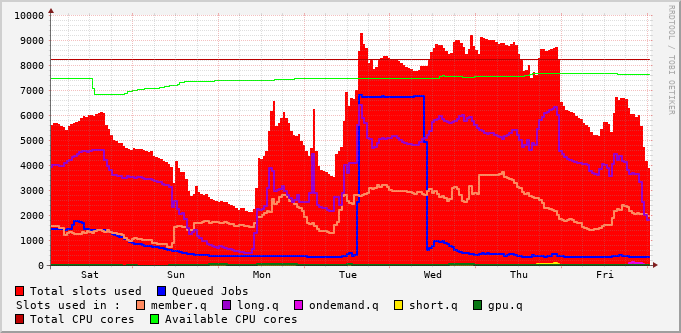 RRDTOOL / TOBI OETIKER
10000
9000
8000
7000
6000
5000
4000
3000
2000
1000
0
Sat Sun Mon Tue Wed Thu Fri
Total slots used Queued Jobs
Slots used in : member.q long.q ondemand.q short.q gpu.q
Total CPU cores Available CPU cores